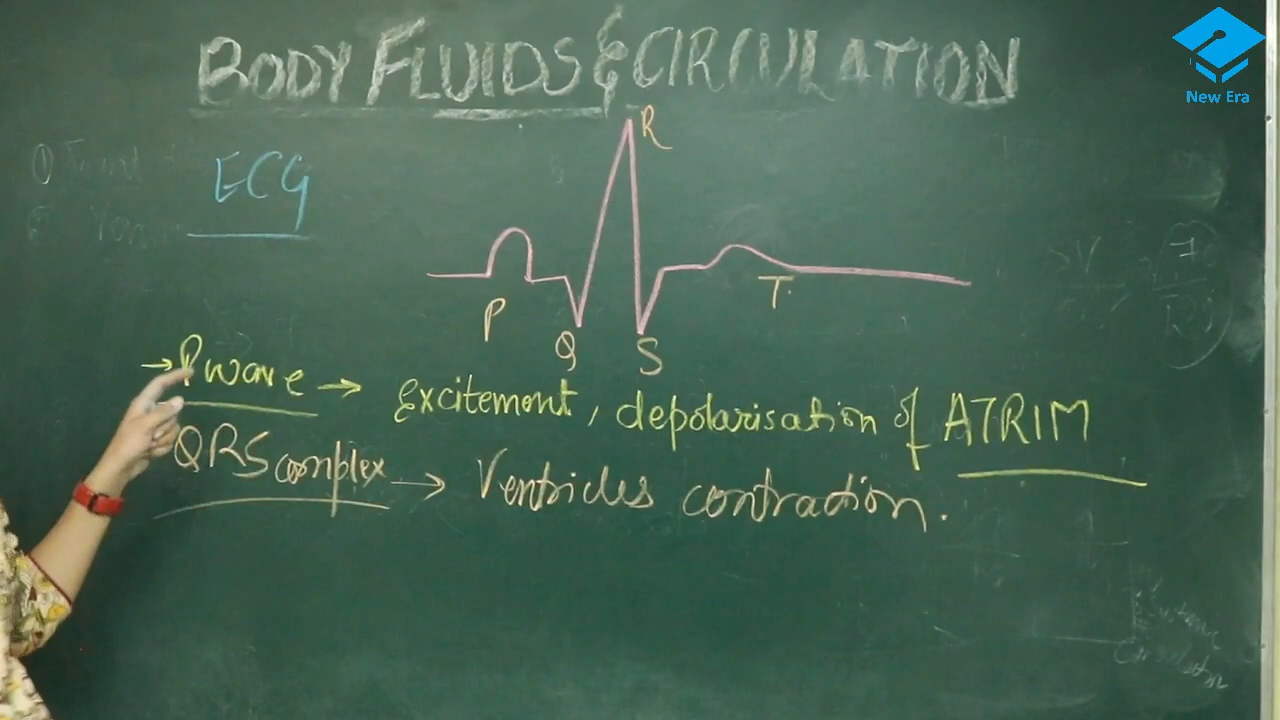 BODY FLUIDS & CIRCULATION
New Era
ECG
R
P
Q
S
T
→ P wave → excitement, depolarisation of ATRIM
QRS complex → Ventricles contraction.